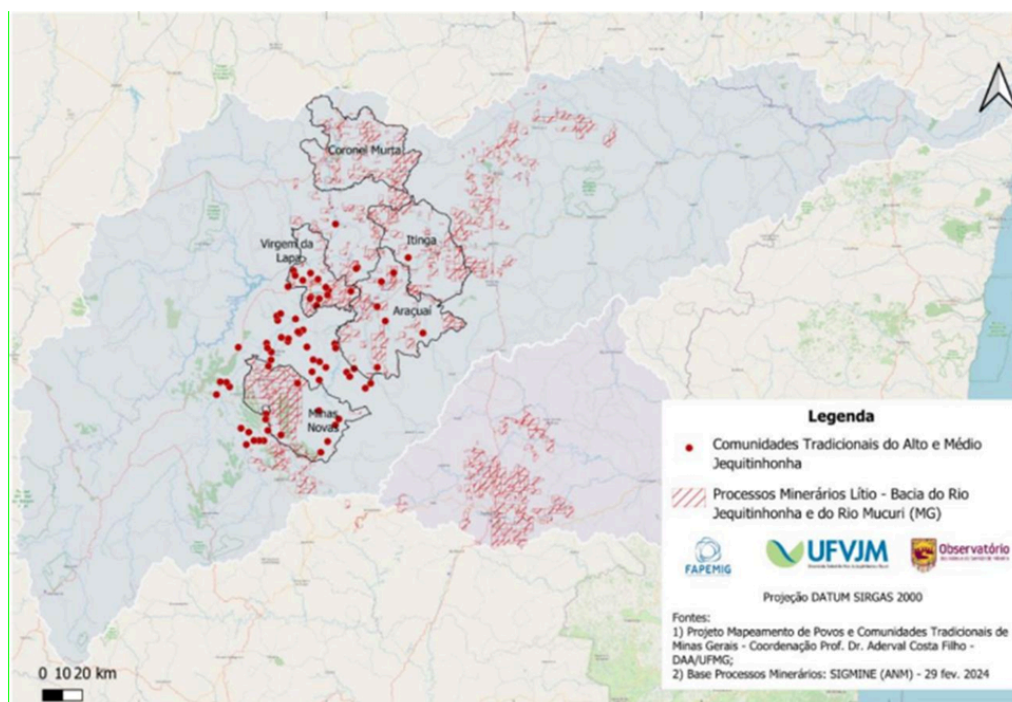 Coronel Murta
Itinga
Virgem da
Lapa
Araçuaí
Minas
Novas
Legenda
Comunidades Tradicionais do Alto e Médio
Jequitinhonha
Processos Minerários Lítio - Bacia do Rio
Jequitinhonha e do Rio Mucuri (MG)
FAPEMIG
UFVJM
Observatório
Projeção DATUM SIRGAS 2000
Fontes:
1) Projeto Mapeamento de Povos e Comunidades Tradicionais de
Minas Gerais - Coordenação Prof. Dr. Aderval Costa Filho -
DAA/UFMG;
2) Base Processos Minerários: SIGMINE (ANM) - 29 fev. 2024
0 10 20 km